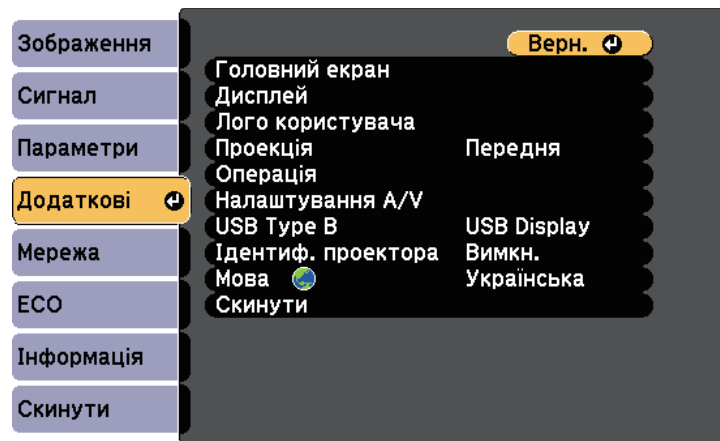 Зображення
Сигнал
Параметри
Додаткові
Мережа
ECO
Інформація
Скинути
Верн.
Головний екран
Дисплей
Лого користувача
Проекція Передня
Операція
Налаштування A/V
USB Type B USB Display
Ідентиф. проектора Вимкн.
Мова Українська
Скинути